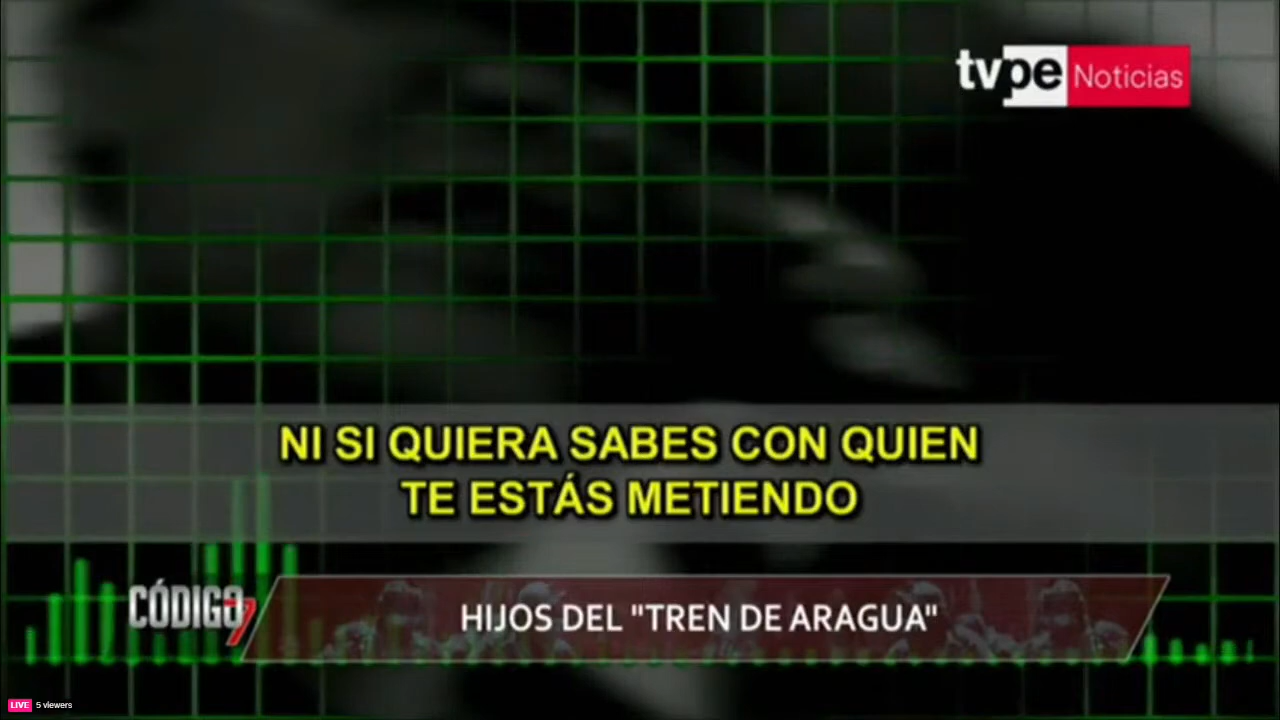 tvpe Noticias
NI SI QUIERA SABES CON QUIEN
TE ESTÁS METIENDO
CÓDIGO 7
HIJOS DEL "TREN DE ARAGUA"
LIVE 5 viewers